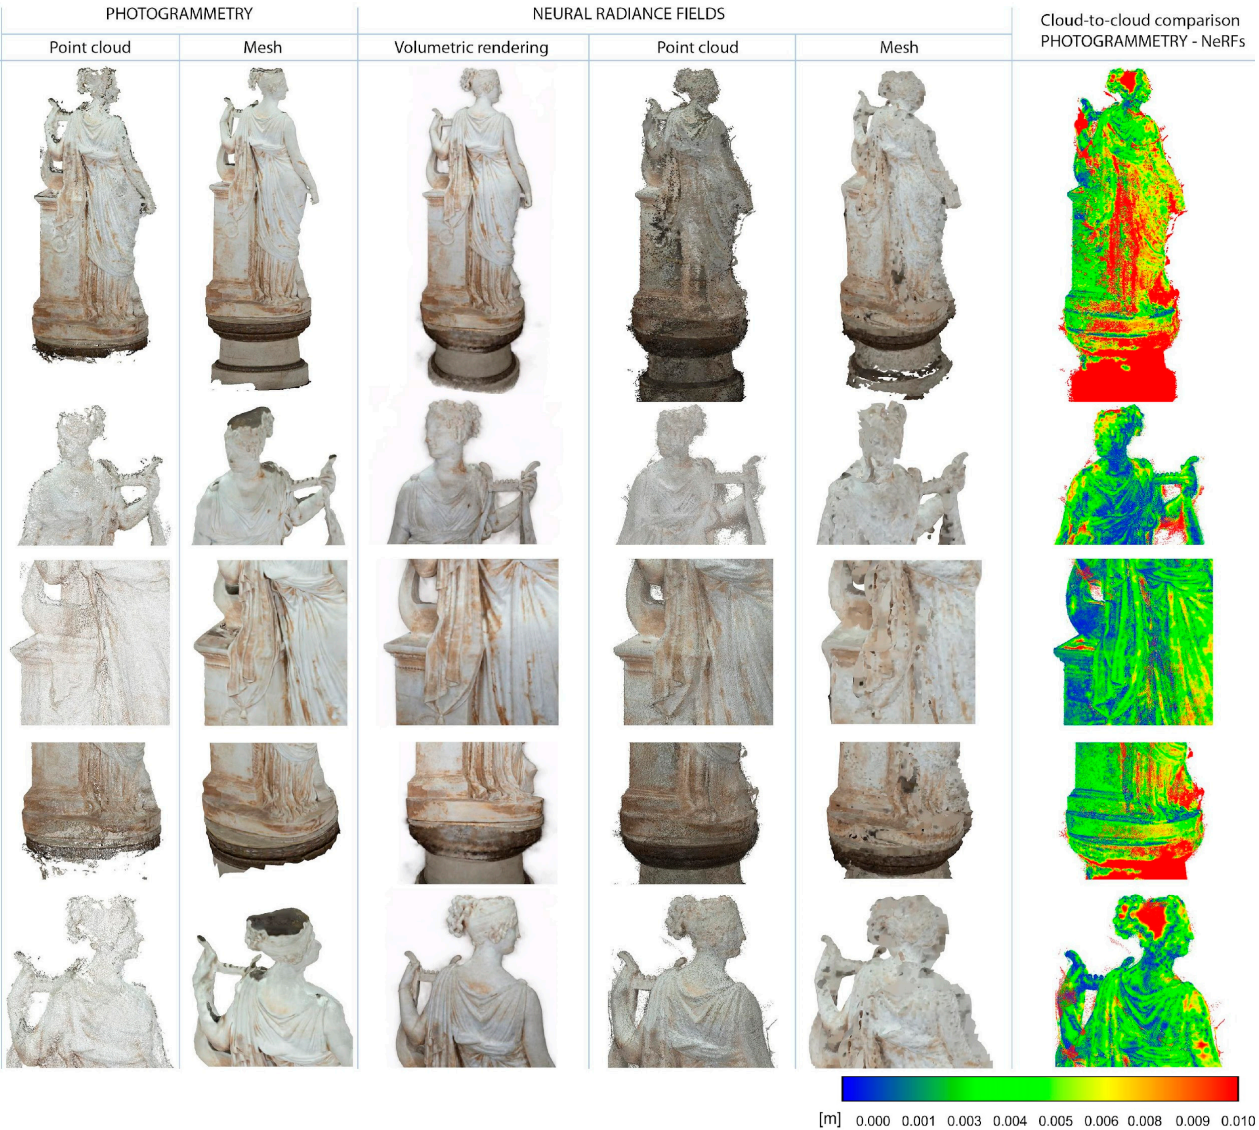 PHOTOGRAMMETRY
NEURAL RADIANCE FIELDS
Cloud-to-cloud comparison
PHOTOGRAMMETRY - NeRFs
Point cloud
Mesh
Volumetric rendering
Point cloud
Mesh
[m] 0.000 0.001 0.003 0.004 0.005 0.006 0.008 0.009 0.010